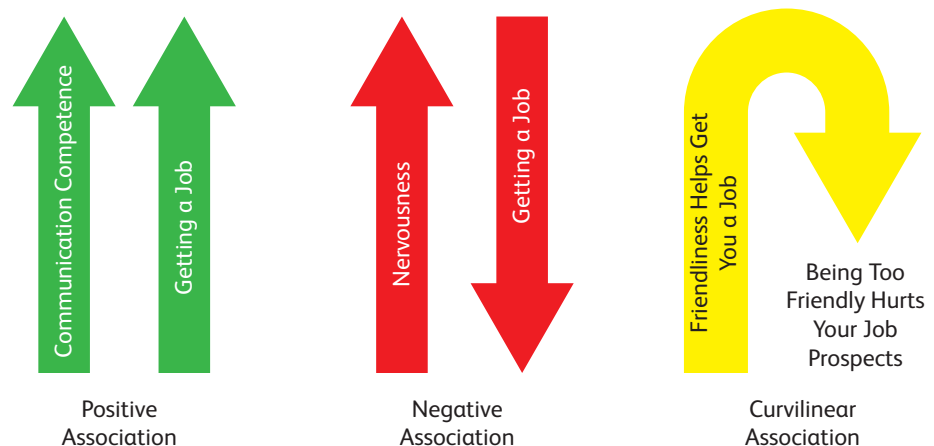 Communication Competence
Getting a Job
Positive
Association
Nervousness
Getting a Job
Negative
Association
Friendliness Helps Get
You a Job
Being Too
Friendly Hurts
Your Job
Prospects
Curvilinear
Association